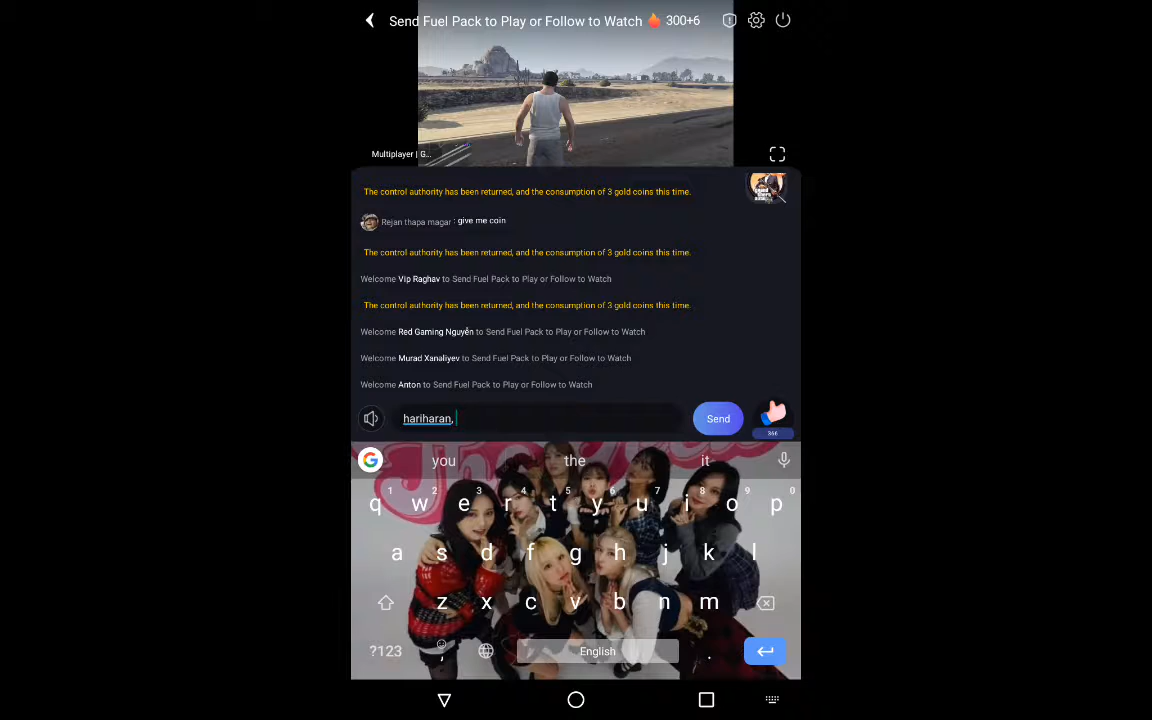 Send Fuel Pack to Play or Follow to Watch 300+6
Multiplayer | G...
The control authority has been returned, and the consumption of 3 gold coins this time.
Rejan thapa magar : give me coin
The control authority has been returned, and the consumption of 3 gold coins this time.
Welcome Vip Raghav to Send Fuel Pack to Play or Follow to Watch
The control authority has been returned, and the consumption of 3 gold coins this time.
Welcome Red Gaming Nguyễn to Send Fuel Pack to Play or Follow to Watch
Welcome Murad Xanəliyev to Send Fuel Pack to Play or Follow to Watch
Welcome Anton to Send Fuel Pack to Play or Follow to Watch
hariharan, Send
366
G you the it
q 1 w 2 e 3 r 4 t 5 y 6 u 7 i 8 o 9 p 0
a s d f g h j k l
z x c v b n m
?123 , English .